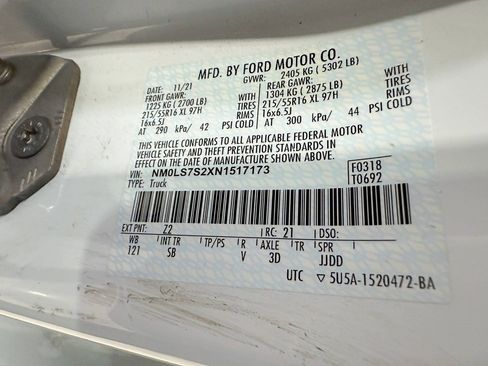 MFD. BY FORD MOTOR CO.
DATE: 11/21 GVWR: 2405 KG ( 5302 LB)
FRONT GAWR: REAR GAWR:
1225 KG ( 2700 LB) WITH 1304 KG ( 2875 LB) WITH
215/55R16 XL 97H TIRES 215/55R16 XL 97H TIRES
16x6.5J RIMS 16x6.5J RIMS
AT 290 kPa/ 42 PSI COLD AT 300 kPa/ 44 PSI COLD
THIS VEHICLE CONFORMS TO ALL APPLICABLE FEDERAL MOTOR
VEHICLE SAFETY AND THEFT PREVENTION STANDARDS IN
EFFECT ON THE DATE OF MANUFACTURE SHOWN ABOVE.
VIN: NM0LS7S2XN1517173 F0318
TYPE: Truck T0692
EXT PNT: Z2 RC: 21 DSO:
WB INT TR TP/PS R AXLE TR SPR
121 SB V 3D JJDD
UTC ▽ 5U5A-1520472-BA